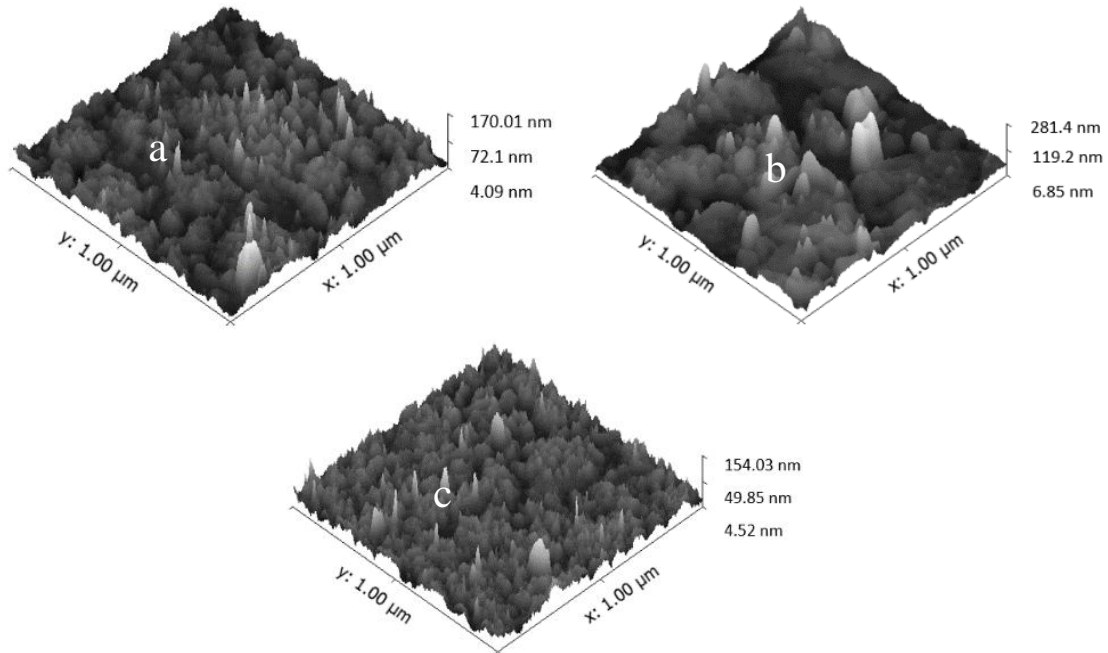 a
170.01 nm
72.1 nm
4.09 nm
y: 1.00 µm
x: 1.00 µm
b
281.4 nm
119.2 nm
6.85 nm
y: 1.00 µm
x: 1.00 µm
c
154.03 nm
49.85 nm
4.52 nm
y: 1.00 µm
x: 1.00 µm